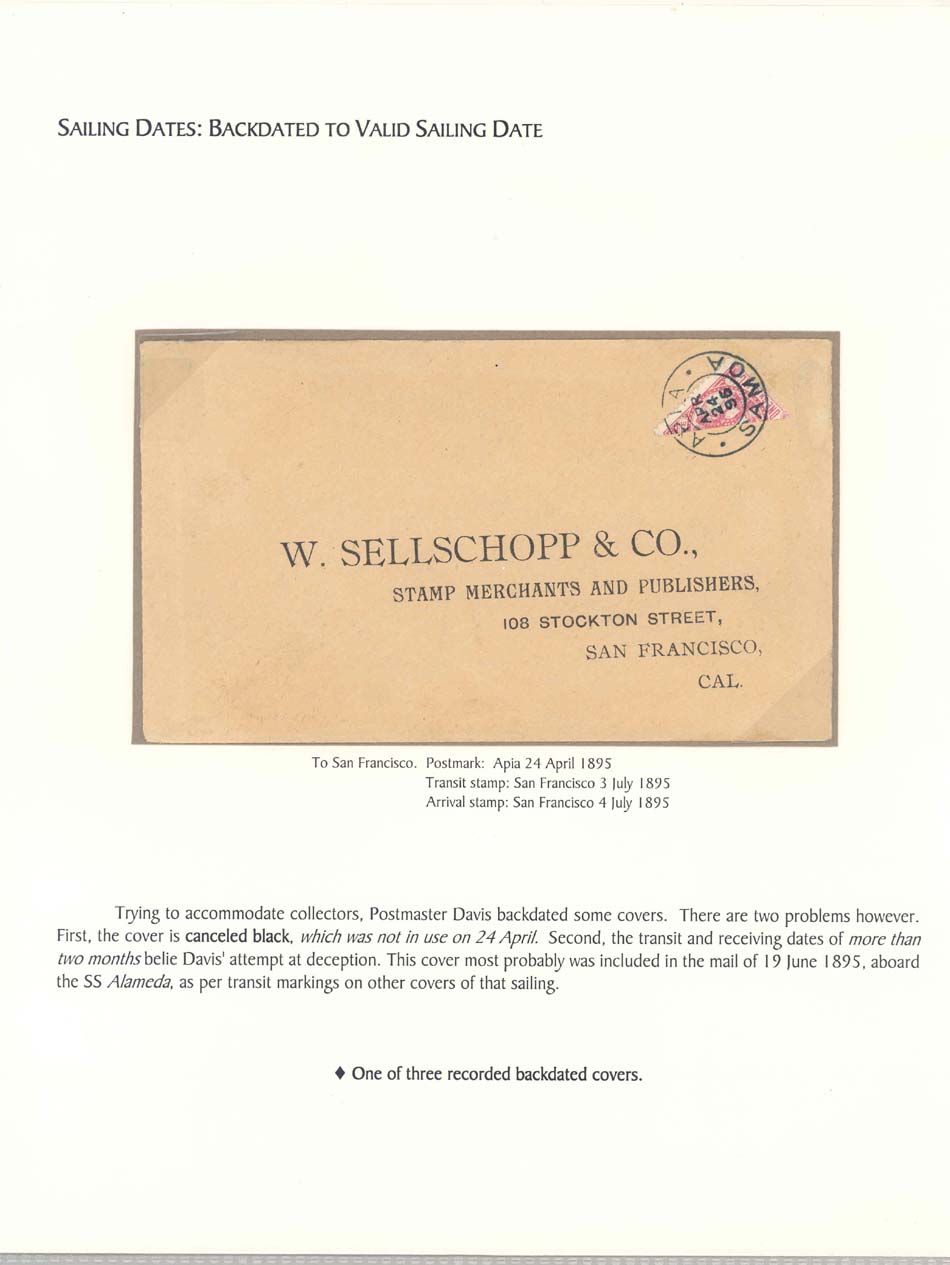 SAILING DATES: BACKDATED TO VALID SAILING DATE
APIA • SAMOA •
APR
24
95
W. SELLSCHOPP & CO.,
STAMP MERCHANTS AND PUBLISHERS,
108 STOCKTON STREET,
SAN FRANCISCO,
CAL.
To San Francisco. Postmark: Apia 24 April 1895
Transit stamp: San Francisco 3 July 1895
Arrival stamp: San Francisco 4 July 1895
Trying to accommodate collectors, Postmaster Davis backdated some covers. There are two problems however.
First, the cover is canceled black, which was not in use on 24 April. Second, the transit and receiving dates of more than
two months belie Davis' attempt at deception. This cover most probably was included in the mail of 19 June 1895, aboard
the SS Alameda, as per transit markings on other covers of that sailing.
♦ One of three recorded backdated covers.